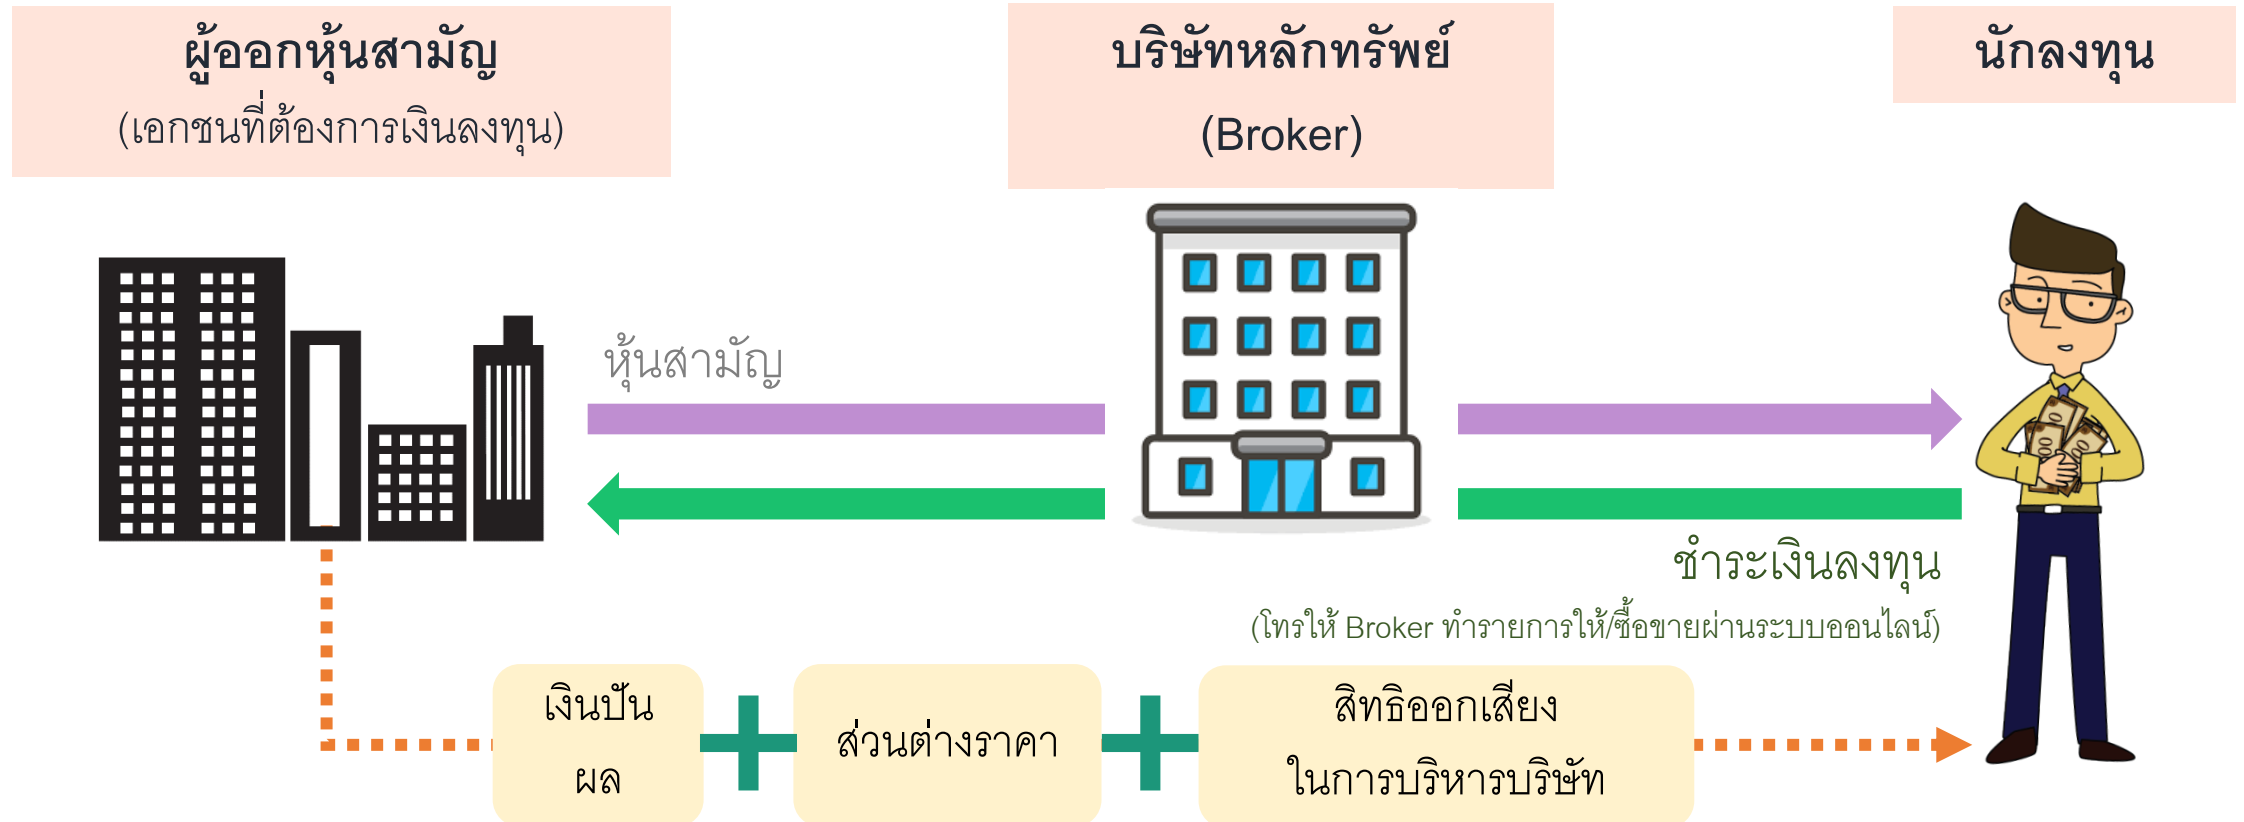 ผู้ออกหุ้นสามัญ
(เอกชนที่ต้องการเงินลงทุน)
บริษัทหลักทรัพย์
(Broker)
นักลงทุน
หุ้นสามัญ
ชำระเงินลงทุน
(โทรให้ Broker ทำรายการให้/ซื้อขายผ่านระบบออนไลน์)
เงินปัน
ผล
ส่วนต่างราคา
สิทธิออกเสียง
ในการบริหารบริษัท